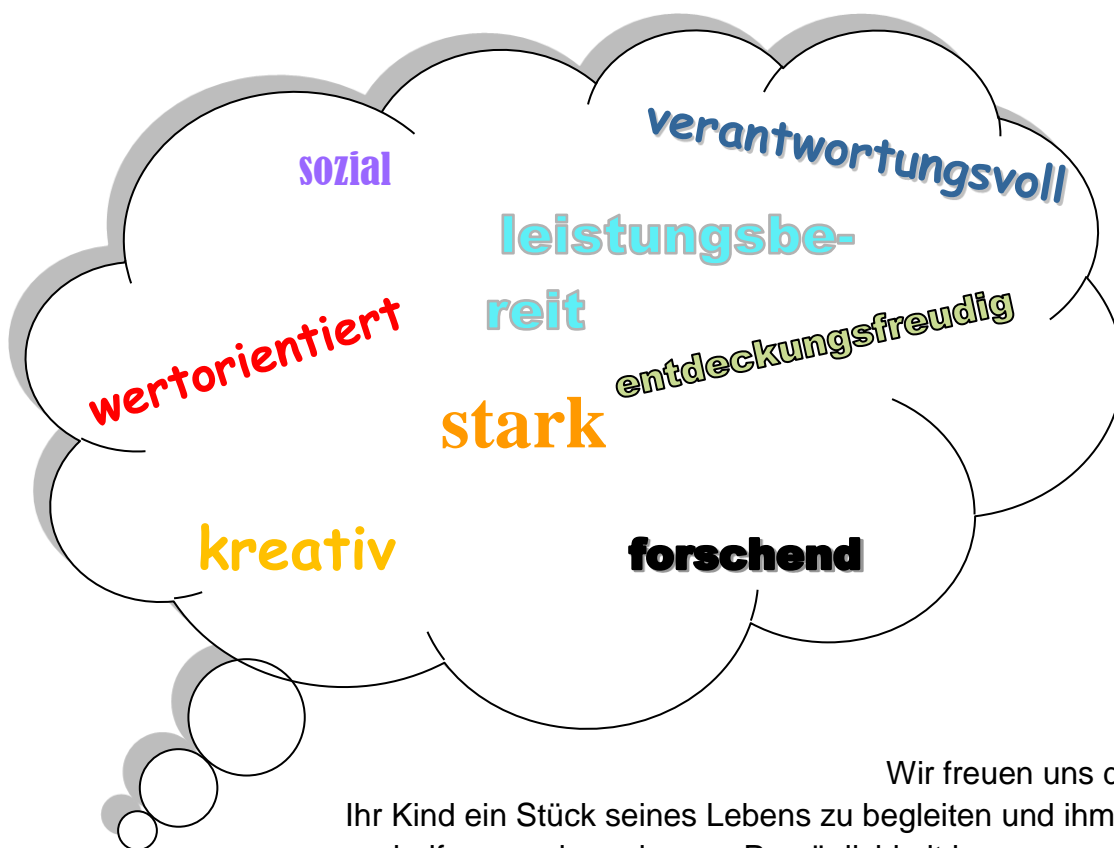 verantwortungsvoll
sozial
leistungsbe-
reit
entdeckungsfreudig
wertorientiert
stark
kreativ
forschend
Wir freuen uns
Ihr Kind ein Stück seines Lebens zu begleiten und ihm